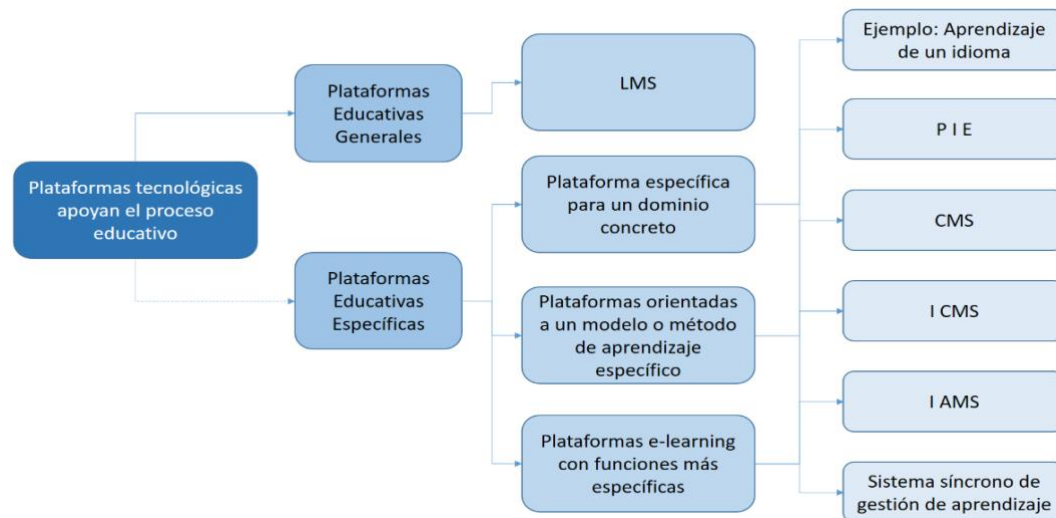 Plataformas tecnológicas
apoyan el proceso
educativo
Plataformas
Educativas
Generales
Plataformas
Educativas
Específicas
LMS
Plataforma específica
para un dominio
concreto
Plataformas orientadas
a un modelo o método
de aprendizaje
específico
Plataformas e-learning
con funciones más
específicas
Ejemplo: Aprendizaje
de un idioma
P I E
CMS
I CMS
I AMS
Sistema síncrono de
gestión de aprendizaje